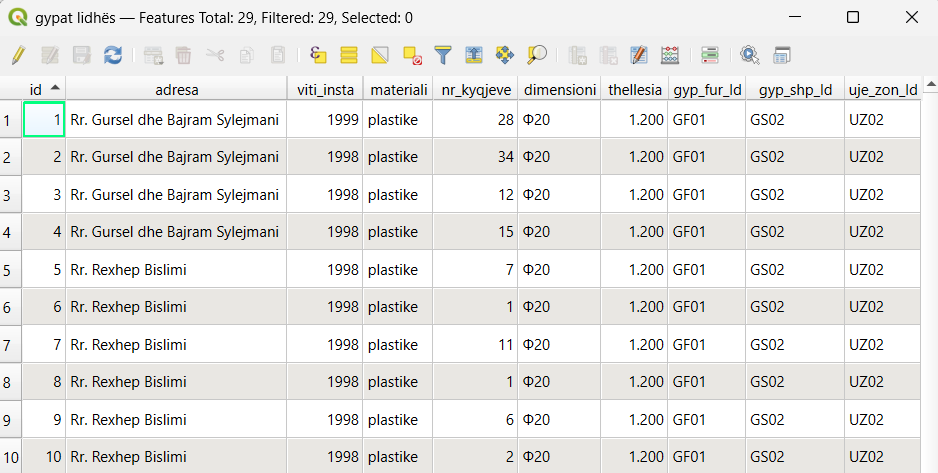 gypat lidhës — Features Total: 29, Filtered: 29, Selected: 0
id adresa viti_insta materiali nr_kyqjeve dimensioni thellesia gyp_fur_Id gyp_shp_Id uje_zon_Id
1 1 Rr. Gursel dhe Bajram Sylejmani 1999 plastike 28 Φ20 1.200 GF01 GS02 UZ02
2 2 Rr. Gursel dhe Bajram Sylejmani 1998 plastike 34 Φ20 1.200 GF01 GS02 UZ02
3 3 Rr. Gursel dhe Bajram Sylejmani 1998 plastike 12 Φ20 1.200 GF01 GS02 UZ02
4 4 Rr. Gursel dhe Bajram Sylejmani 1998 plastike 15 Φ20 1.200 GF01 GS02 UZ02
5 5 Rr. Rexhep Bislimi 1998 plastike 7 Φ20 1.200 GF01 GS02 UZ02
6 6 Rr. Rexhep Bislimi 1998 plastike 1 Φ20 1.200 GF01 GS02 UZ02
7 7 Rr. Rexhep Bislimi 1998 plastike 11 Φ20 1.200 GF01 GS02 UZ02
8 8 Rr. Rexhep Bislimi 1998 plastike 1 Φ20 1.200 GF01 GS02 UZ02
9 9 Rr. Rexhep Bislimi 1998 plastike 6 Φ20 1.200 GF01 GS02 UZ02
10 10 Rr. Rexhep Bislimi 1998 plastike 2 Φ20 1.200 GF01 GS02 UZ02